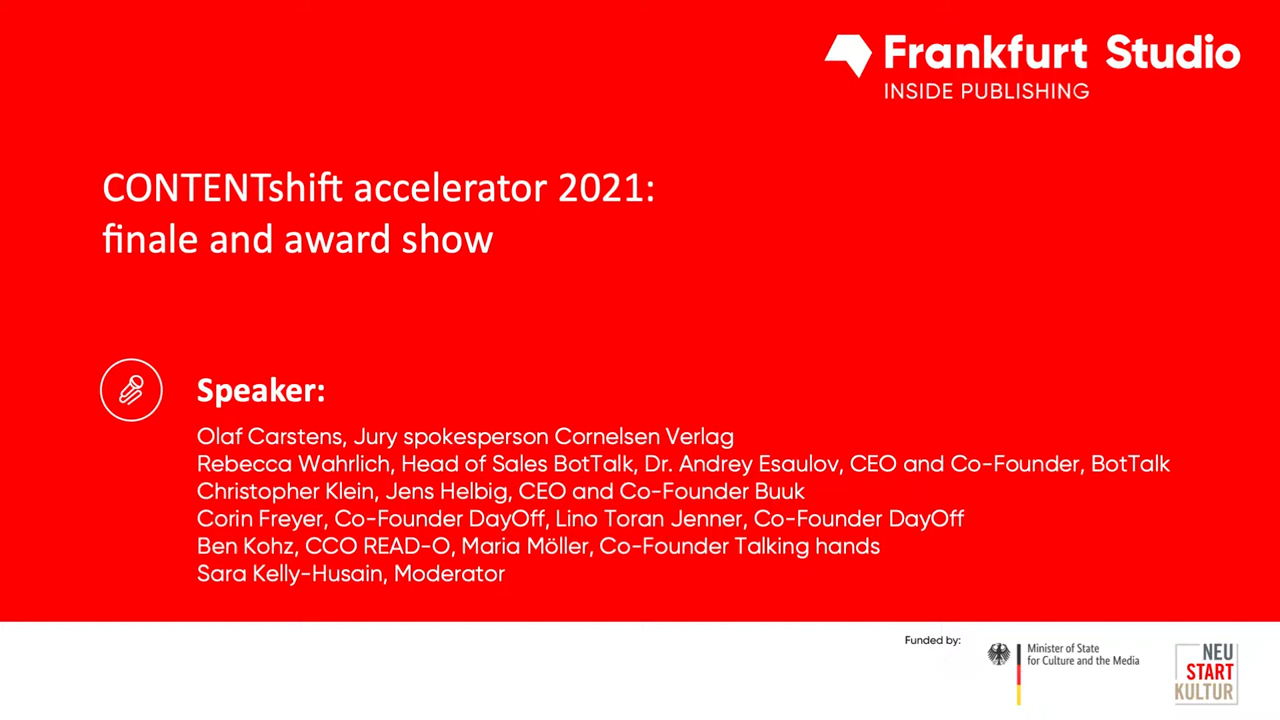 Frankfurt Studio
INSIDE PUBLISHING
CONTENTshift accelerator 2021:
finale and award show
Speaker:
Olaf Carstens, Jury spokesperson Cornelsen Verlag
Rebecca Wahrlich, Head of Sales BotTalk, Dr. Andrey Esaulov, CEO and Co-Founder, BotTalk
Christopher Klein, Jens Helbig, CEO and Co-Founder Buuk
Corin Freyer, Co-Founder DayOff, Lino Toran Jenner, Co-Founder DayOff
Ben Kohz, CCO READ-O, Maria Möller, Co-Founder Talking hands
Sara Kelly-Husain, Moderator
Funded by:
Minister of State
for Culture and the Media
NEU
START
KULTUR